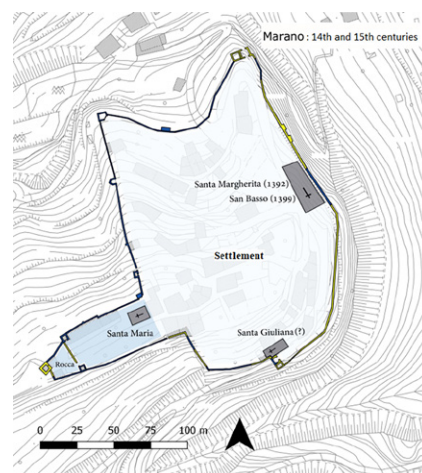 Marano : 14th and 15th centuries
Santa Margherita (1392)
San Basso (1399)
Settlement
Santa Maria
Santa Giuliana (?)
Rocca
0 25 50 75 100 m